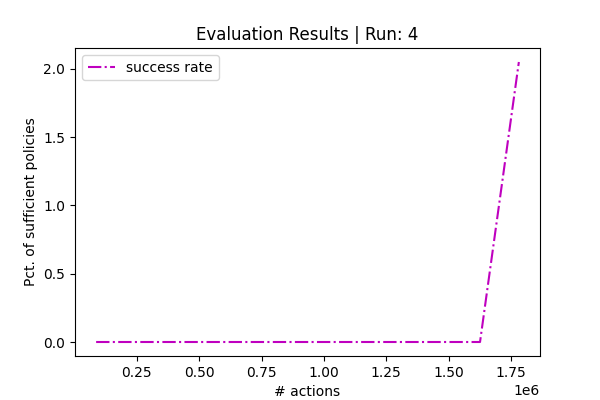 Evaluation Results | Run: 4
success rate
Pct. of sufficient policies
2.0
1.5
1.0
0.5
0.0
0.25 0.50 0.75 1.00 1.25 1.50 1.75
1e6
# actions